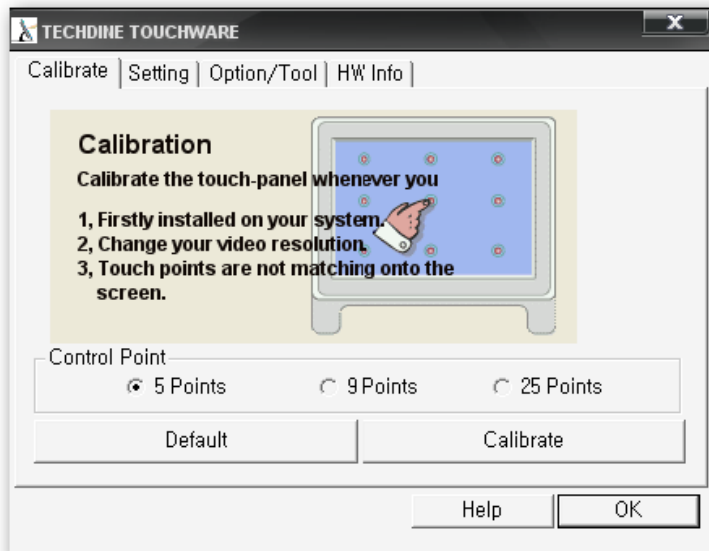 TECHDINE TOUCHWARE
x
Calibrate Setting Option/Tool HW Info
Calibration
Calibrate the touch-panel whenever you
1, Firstly installed on your system.
2, Change your video resolution.
3, Touch points are not matching onto the
screen.
Control Point
5 Points 9 Points 25 Points
Default Calibrate
Help OK